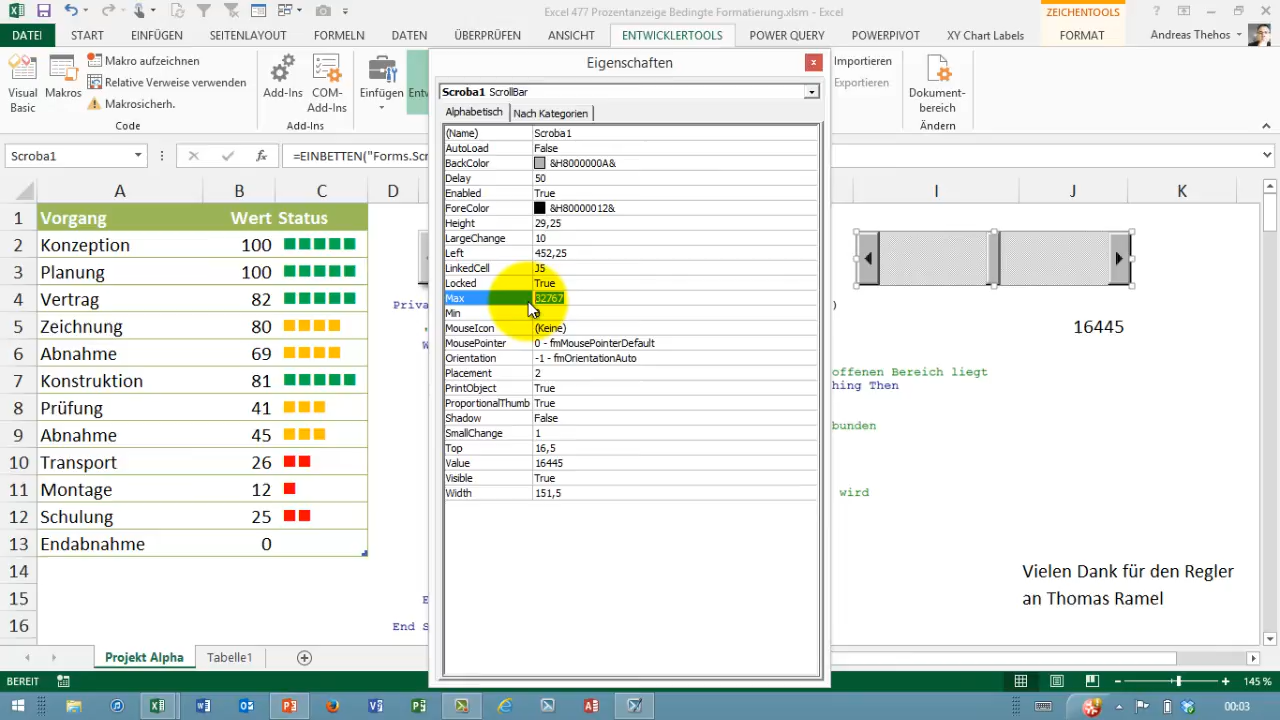 Excel 477 Prozentanzeige Bedingte Formatierung.xlsm - Excel
ZEICHENTOOLS
DATEI START EINFÜGEN SEITENLAYOUT FORMELN DATEN ÜBERPRÜFEN ANSICHT ENTWICKLERTOOLS POWER QUERY POWERPIVOT XY Chart Labels FORMAT Andreas Thehos
Visual Basic
Makros
Makro aufzeichnen
Relative Verweise verwenden
Makrosicherh.
Code
Add-Ins
COM-Add-Ins
Add-Ins
Einfügen
Entw
Importieren
Exportieren
Dokument-bereich
Ändern
Scroba1
=EINBETTEN("Forms.Scr
Eigenschaften
Scroba1 ScrollBar
Alphabetisch Nach Kategorien
(Name) Scroba1
AutoLoad False
BackColor &H8000000A&
Delay 50
Enabled True
ForeColor &H80000012&
Height 29,25
LargeChange 10
Left 452,25
LinkedCell J5
Locked True
Max 32767
Min
MouseIcon (Keine)
MousePointer 0 - fmMousePointerDefault
Orientation -1 - fmOrientationAuto
Placement 2
PrintObject True
ProportionalThumb True
Shadow False
SmallChange 1
Top 16,5
Value 16445
Visible True
Width 151,5
A B C D I J K
1 Vorgang Wert Status
2 Konzeption 100
3 Planung 100
4 Vertrag 82
5 Zeichnung 80
6 Abnahme 69
7 Konstruktion 81
8 Prüfung 41
9 Abnahme 45
10 Transport 26
11 Montage 12
12 Schulung 25
13 Endabnahme 0
14
15
16
Priva
)
16445
offenen Bereich liegt
hing Then
bunden
wird
E
End S
Vielen Dank für den Regler
an Thomas Ramel
Projekt Alpha Tabelle1
BEREIT
145 %
00:03